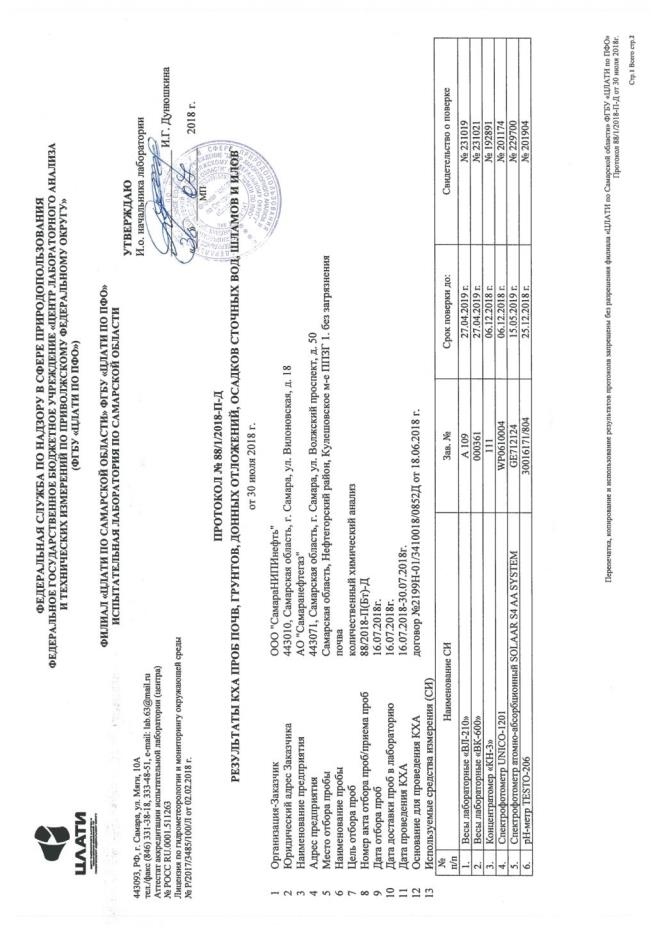 ФЕДЕРАЛЬНАЯ СЛУЖБА ПО НАДЗОРУ В СФЕРЕ ПРИРОДОПОЛЬЗОВАНИЯ
ФЕДЕРАЛЬНОЕ ГОСУДАРСТВЕННОЕ БЮДЖЕТНОЕ УЧРЕЖДЕНИЕ «ЦЕНТР ЛАБОРАТОРНОГО АНАЛИЗА
И ТЕХНИЧЕСКИХ ИЗМЕРЕНИЙ ПО ПРИВОЛЖСКОМУ ФЕДЕРАЛЬНОМУ ОКРУГУ»
(ФГБУ «ЦЛАТИ ПО ПФО»)
ЦЛАТИ
ФИЛИАЛ «ЦЛАТИ ПО САМАРСКОЙ ОБЛАСТИ» ФГБУ «ЦЛАТИ ПО ПФО»
ИСПЫТАТЕЛЬНАЯ ЛАБОРАТОРИЯ ПО САМАРСКОЙ ОБЛАСТИ
443093, РФ, г. Самара, ул. Мяги, 10А
тел./факс (846) 331-38-18, 333-48-51, e-mail: lab.63@mail.ru
Аттестат аккредитации испытательной лаборатории (центра)
№ РОСС RU.0001.511263
Лицензия по гидрометеорологии и мониторингу окружающей среды
№ Р/2017/3485/100/Л от 02.02.2018 г.
УТВЕРЖДАЮ
И.о. начальника лаборатории
И.Г. Дунюшкина
2018 г.
МП
ПРОТОКОЛ № 88/1/2018-П-Д
РЕЗУЛЬТАТЫ КХА ПРОБ ПОЧВ, ГРУНТОВ, ДОННЫХ ОТЛОЖЕНИЙ, ОСАДКОВ СТОЧНЫХ ВОД, ШЛАМОВ И ИЛОВ
от 30 июля 2018 г.
1 Организация-Заказчик ООО "СамараНИПИнефть"
2 Юридический адрес Заказчика 443010, Самарская область, г. Самара, ул. Вилоновская, д. 18
3 Наименование предприятия АО "Самаранефтегаз"
4 Адрес предприятия 443071, Самарская область, г. Самара, ул. Волжский проспект, д. 50
5 Место отбора пробы Самарская область, Нефтегорский район, Кулешовское м-е ППЗГ 1. без загрязнения
6 Наименование пробы почва
7 Цель отбора проб количественный химический анализ
8 Номер акта отбора проб/приема проб 88/2018-П(Бт)-Д
9 Дата отбора проб 16.07.2018г.
10 Дата доставки проб в лабораторию 16.07.2018г.
11 Дата проведения КХА 16.07.2018-30.07.2018г.
12 Основание для проведения КХА договор №2199Н-01/3410018/0852Д от 18.06.2018 г.
13 Используемые средства измерения (СИ)
№ п/п Наименование СИ Зав. № Срок поверки до: Свидетельство о поверке
1. Весы лабораторные «ВЛ-210» А 109 27.04.2019 г. № 231019
2. Весы лабораторные «ВК-600» 000361 27.04.2019 г. № 231021
3. Концентратомер «КН-3» 111 06.12.2018 г. № 192891
4. Спектрофотометр UNICO-1201 WP0610004 06.12.2018 г. № 201174
5. Спектрофотометр атомно-абсорбционный SOLAAR S4 AA SYSTEM GE712124 15.05.2019 г. № 229700
6. рН-метр TESTO-206 30016171/804 25.12.2018 г. № 201904
Перепечатка, копирование и использование результатов протокола запрещены без разрешения филиала «ЦЛАТИ по Самарской области» ФГБУ «ЦЛАТИ по ПФО»
Протокол 88/1/2018-П-Д от 30 июля 2018г.
Стр.1 Всего стр.2